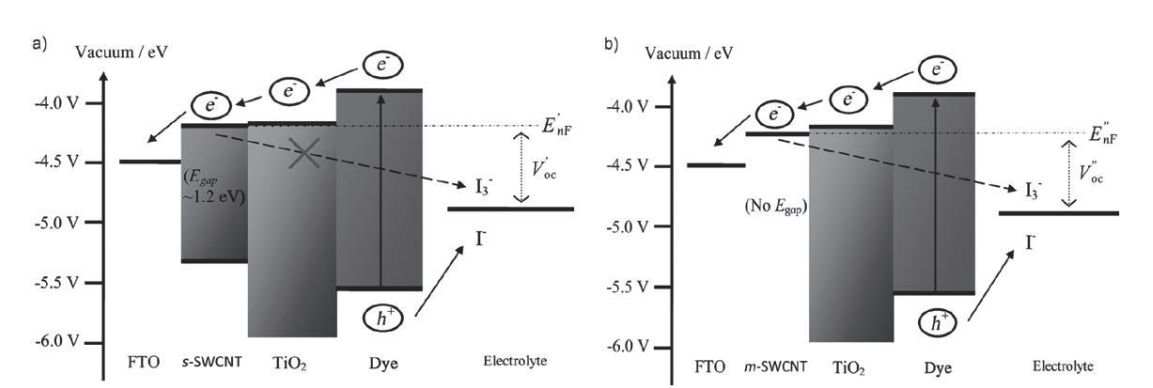 a)
Vacuum / eV
e-
e-
e-
-4.0 V
E'nF
-4.5 V
(Egap
~1.2 eV)
V'oc
I3-
-5.0 V
I-
-5.5 V
h+
-6.0 V
FTO s-SWCNT TiO2 Dye Electrolyte
b)
Vacuum / eV
e-
e-
e-
-4.0 V
E''nF
-4.5 V
V''oc
I3-
(No Egap)
-5.0 V
I-
-5.5 V
h+
-6.0 V
FTO m-SWCNT TiO2 Dye Electrolyte